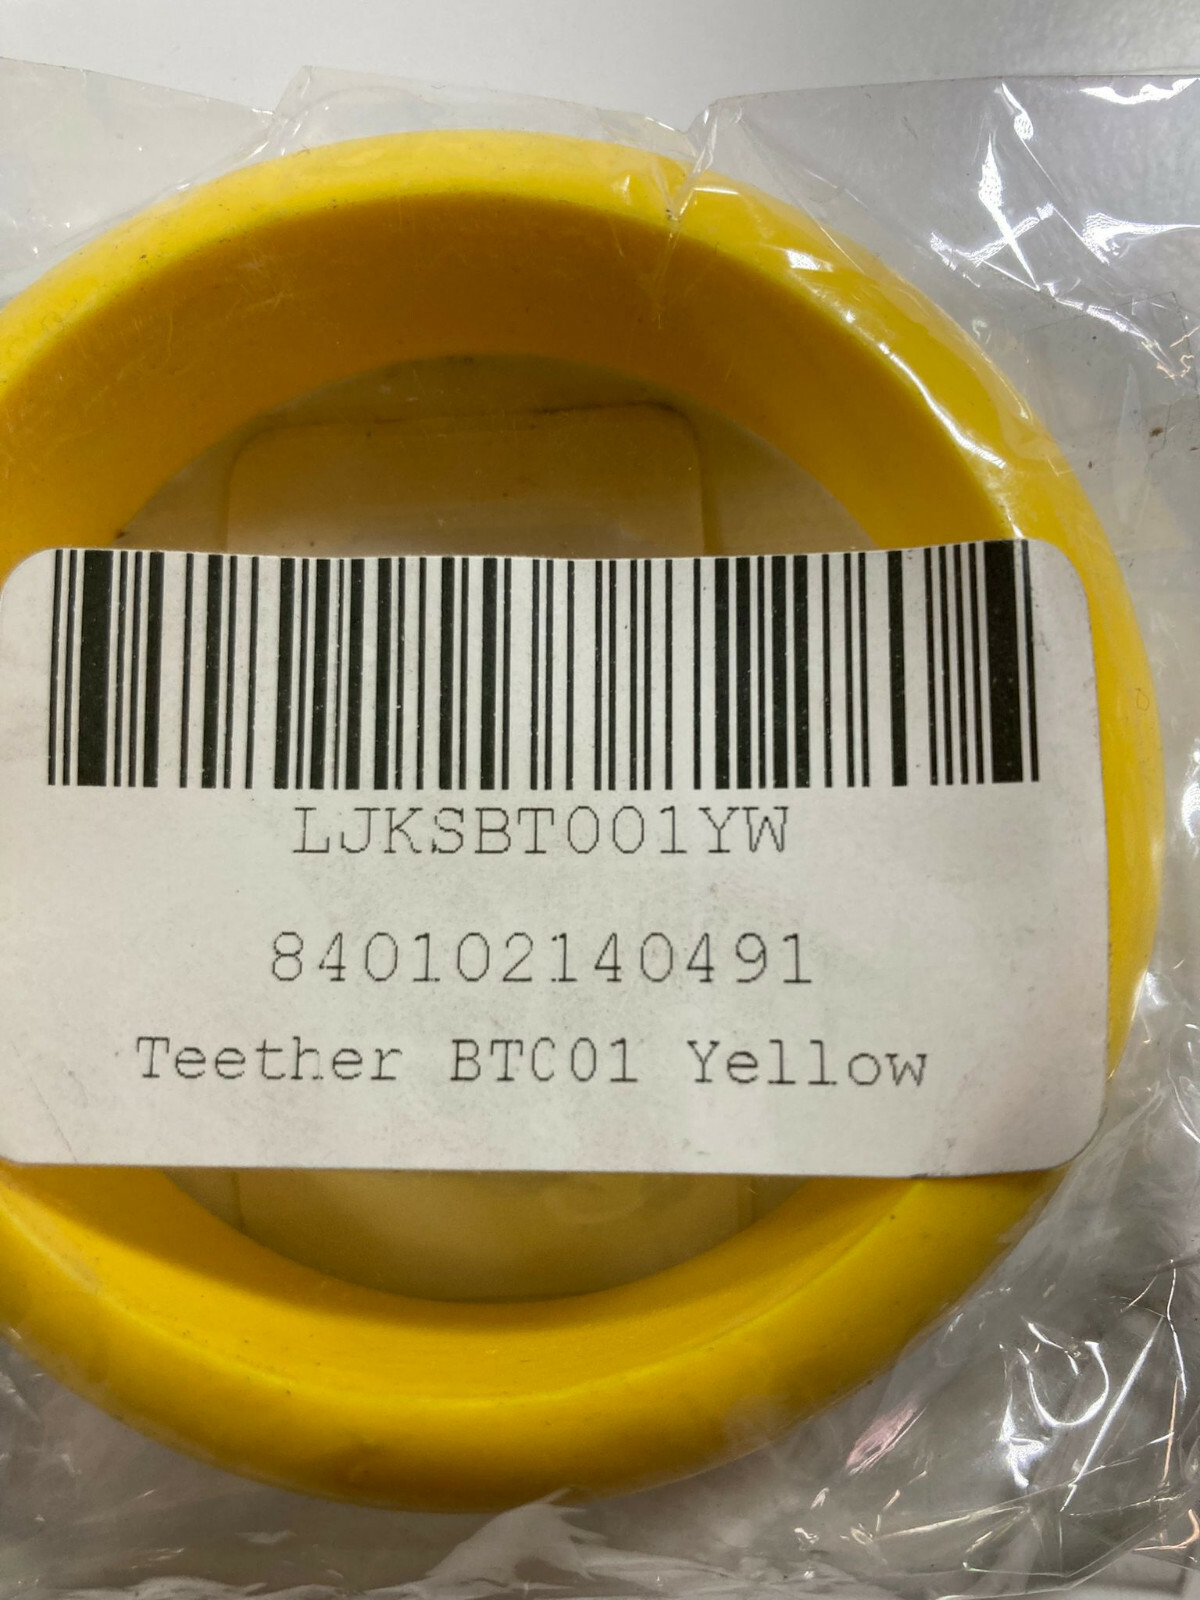 LJKSBT001YW
840102140491
Teether BTC01 Yellow